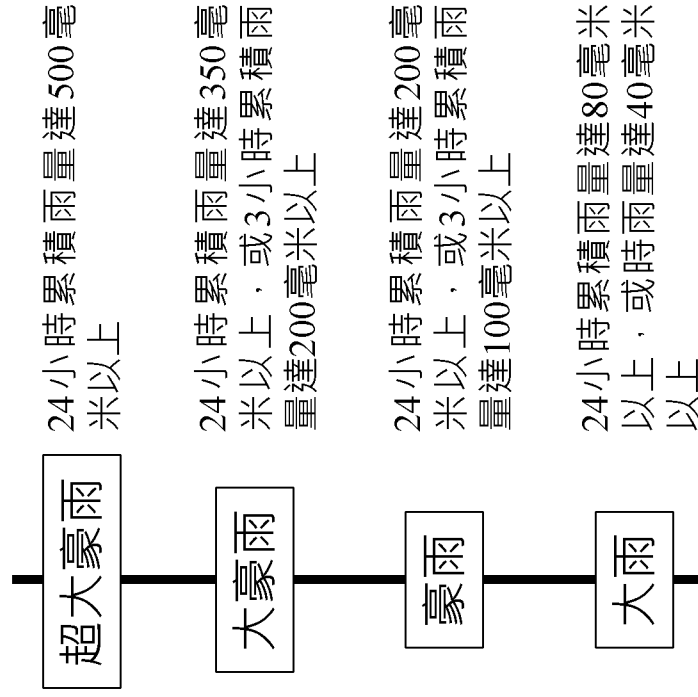 超大豪雨
24小時累積雨量達500毫
米以上
大豪雨
24小時累積雨量達350毫
米以上，或3小時累積雨
量達200毫米以上
豪雨
24小時累積雨量達200毫
米以上，或3小時累積雨
量達100毫米以上
大雨
24小時累積雨量達80毫米
以上，或時雨量達40毫米
以上